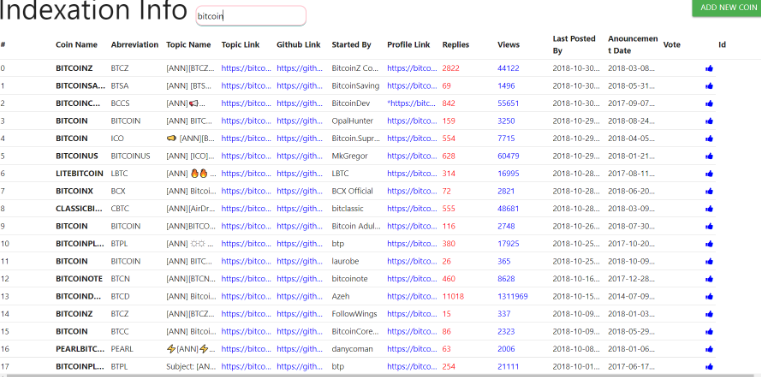 Indexation Info bitcoin ADD NEW COIN
# Coin Name Abrreviation Topic Name Topic Link Github Link Started By Profile Link Replies Views Last Posted By Anouncement Date Vote Id
0 BITCOINZ BTCZ [ANN][BTCZ... https://bitco... https://gith... BitcoinZ Co... https://bitco... 2822 44122 2018-10-30... 2018-03-08...
1 BITCOINSA... BTSA [ANN] [BTS... https://bitco... https://gith... BitcoinSaving https://bitco... 69 1496 2018-10-30... 2018-05-31...
2 BITCOINC... BCCS [ANN]📢... https://bitco... https://gith... BitcoinDev *https://bitc... 842 55651 2018-10-30... 2017-09-07...
3 BITCOIN BITCOIN [ANN] BITC... https://bitco... https://gith... OpalHunter https://bitco... 159 3250 2018-10-29... 2018-08-24...
4 BITCOIN ICO [ANN][B... https://bitco... https://gith... Bitcoin.Supr... https://bitco... 554 7715 2018-10-29... 2018-04-05...
5 BITCOINUS BITCOINUS [ANN] [ICO]... https://bitco... https://gith... MkGregor https://bitco... 628 60479 2018-10-29... 2018-01-21...
6 LITEBITCOIN LBTC [ANN] 🔥🔥... https://bitco... https://gith... LBTC https://bitco... 314 16995 2018-10-28... 2017-08-11...
7 BITCOINX BCX [ANN] Bitcoi... https://bitco... https://gith... BCX Official https://bitco... 72 2821 2018-10-28... 2018-06-20...
8 CLASSICBI... CBTC [ANN][AirDr... https://bitco... https://gith... bitclassic https://bitco... 555 48681 2018-10-28... 2018-03-09...
9 BITCOIN BITCOIN [ANN]BITCO... https://bitco... https://gith... Bitcoin Adul... https://bitco... 116 2748 2018-10-26... 2018-07-30...
10 BITCOINPL... BTPL [ANN] ... https://bitco... https://gith... btp https://bitco... 380 17925 2018-10-25... 2017-10-20...
11 BITCOIN BITCOIN [ANN] BITC... https://bitco... https://gith... laurobe https://bitco... 26 365 2018-10-25... 2018-10-09...
12 BITCOINOTE BTCN [ANN][BTCN... https://bitco... https://gith... bitcoinote https://bitco... 460 8628 2018-10-16... 2017-12-28...
13 BITCOIND... BTCD [ANN] Bitcoi... https://bitco... https://gith... Azeh https://bitco... 11018 1311969 2018-10-15... 2014-07-09...
14 BITCOINZ BTCZ [ANN][BTCZ... https://bitco... https://gith... FollowWings https://bitco... 15 337 2018-10-09... 2018-01-03...
15 BITCOIN BTCC [ANN] Bitcoi... https://bitco... https://gith... BitcoinCore... https://bitco... 86 2323 2018-10-09... 2018-05-29...
16 PEARLBITC... PEARL ⚡[ANN]⚡... https://bitco... https://gith... danycoman https://bitco... 63 2006 2018-10-08... 2018-01-06...
17 BITCOINPL... BTPL Subject: [AN... https://bitco... https://gith... btp https://bitco... 254 21111 2018-10-01... 2017-06-17...